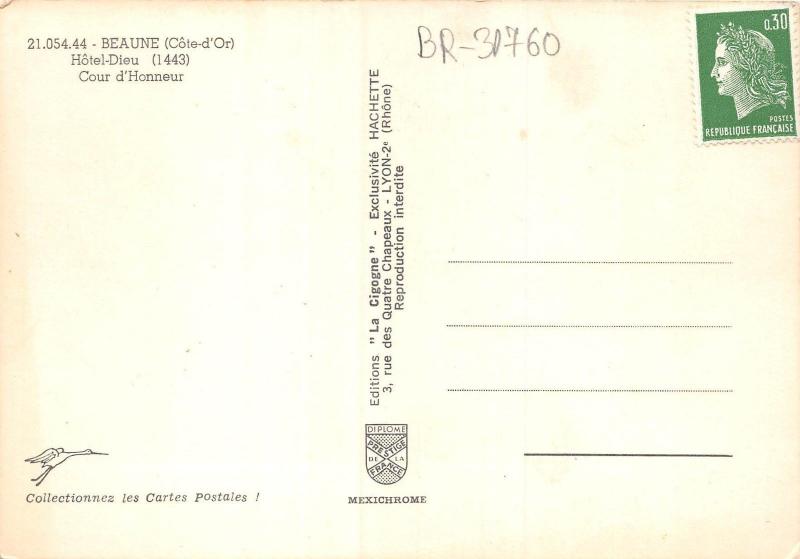 21.054.44 - BEAUNE (Côte-d'Or)
Hôtel-Dieu (1443)
Cour d'Honneur
BR-31760
0.30
POSTES
REPUBLIQUE FRANÇAISE
Editions "La Cigogne" - Exclusivité HACHETTE
3, rue des Quatre Chapeaux - LYON-2e (Rhône)
Reproduction interdite
DIPLOME
PRESTIGE
DE LA
FRANCE
MEXICHROME
Collectionnez les Cartes Postales !